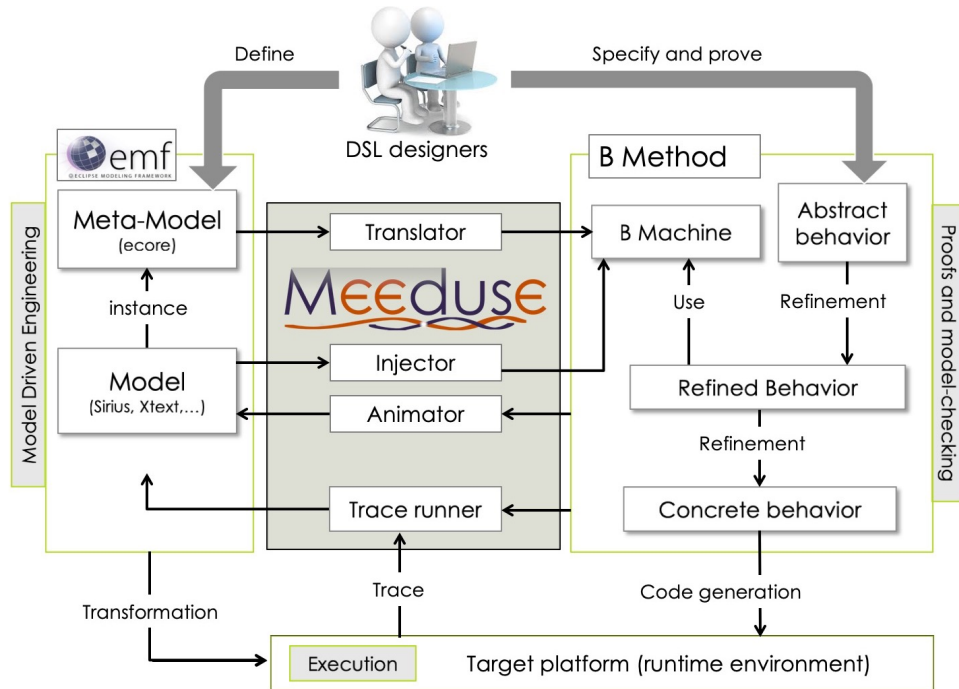 Define
Specify and prove
DSL designers
emf
ECLIPSE MODELING FRAMEWORK
B Method
Meta-Model
(ecore)
Translator
B Machine
Abstract
behavior
Meeduse
instance
Use
Refinement
Model Driven Engineering
Proofs and model-checking
Model
(Sirius, Xtext,...)
Injector
Animator
Refined Behavior
Refinement
Trace runner
Concrete behavior
Transformation
Trace
Code generation
Execution
Target platform (runtime environment)